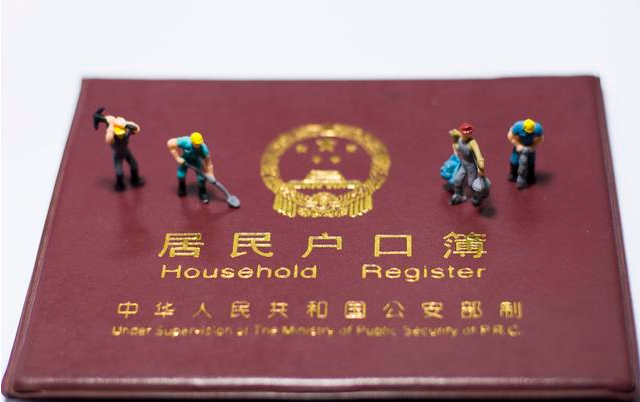 居民户口簿
Household Register
中华人民共和国公安部制
Under Supervision of The Ministry of Public Security of P.R.C.